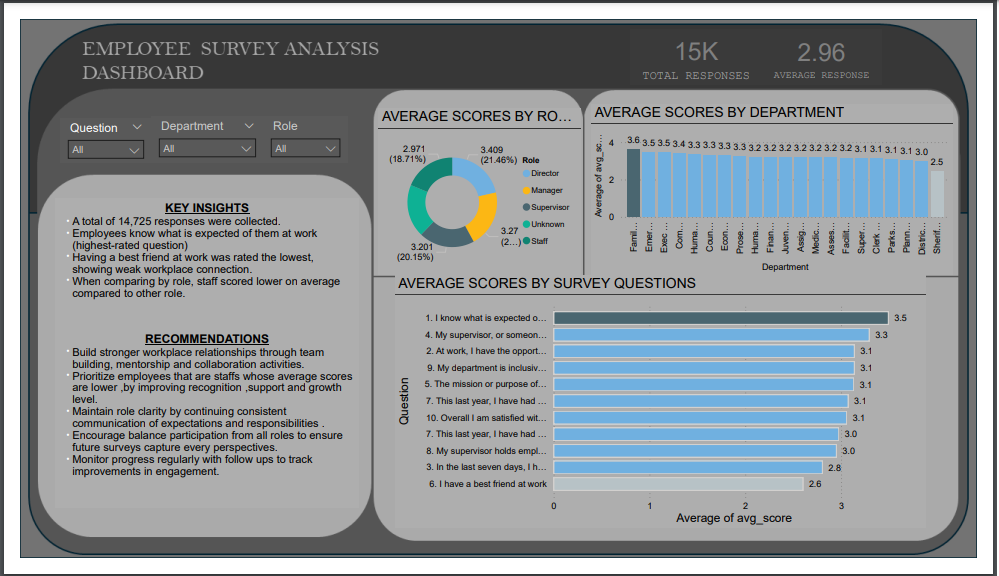 EMPLOYEE SURVEY ANALYSIS
DASHBOARD
15K
TOTAL RESPONSES
2.96
AVERAGE RESPONSE
Question
All
Department
All
Role
All
KEY INSIGHTS
· A total of 14,725 responses were collected.
· Employees know what is expected of them at work
(highest-rated question)
· Having a best friend at work was rated the lowest,
showing weak workplace connection.
· When comparing by role, staff scored lower on average
compared to other role.
RECOMMENDATIONS
· Build stronger workplace relationships through team
building, mentorship and collaboration activities.
· Prioritize employees that are staffs whose average scores
are lower ,by improving recognition ,support and growth
level.
· Maintain role clarity by continuing consistent
communication of expectations and responsibilities .
· Encourage balance participation from all roles to ensure
future surveys capture every perspectives.
· Monitor progress regularly with follow ups to track
improvements in engagement.
AVERAGE SCORES BY RO...
2.971
(18.71%)
3.409
(21.46%)
3.27
(2...)
3.201
(20.15%)
Role
Director
Manager
Supervisor
Unknown
Staff
AVERAGE SCORES BY DEPARTMENT
Average of avg_sc...
4
2
0
3.6 3.5 3.5 3.4 3.3 3.3 3.3 3.3 3.2 3.2 3.2 3.2 3.2 3.2 3.2 3.1 3.1 3.1 3.0 2.5
Famil...
Emer...
Exec ...
Com...
Huma...
Coun...
Econ...
Prose...
Huma...
Finan...
Juven...
Assig...
Medic...
Asses...
Facilit...
Super...
Clerk ...
Parks...
Plann...
Distric...
Sherif...
Department
AVERAGE SCORES BY SURVEY QUESTIONS
Question
1. I know what is expected o... 3.5
4. My supervisor, or someon... 3.3
2. At work, I have the opport... 3.1
9. My department is inclusiv... 3.1
5. The mission or purpose of... 3.1
7. This last year, I have had ... 3.1
10. Overall I am satisfied wit... 3.1
7. This last year, I have had ... 3.0
8. My supervisor holds empl... 3.0
3. In the last seven days, I h... 2.8
6. I have a best friend at work 2.6
0 1 2 3
Average of avg_score